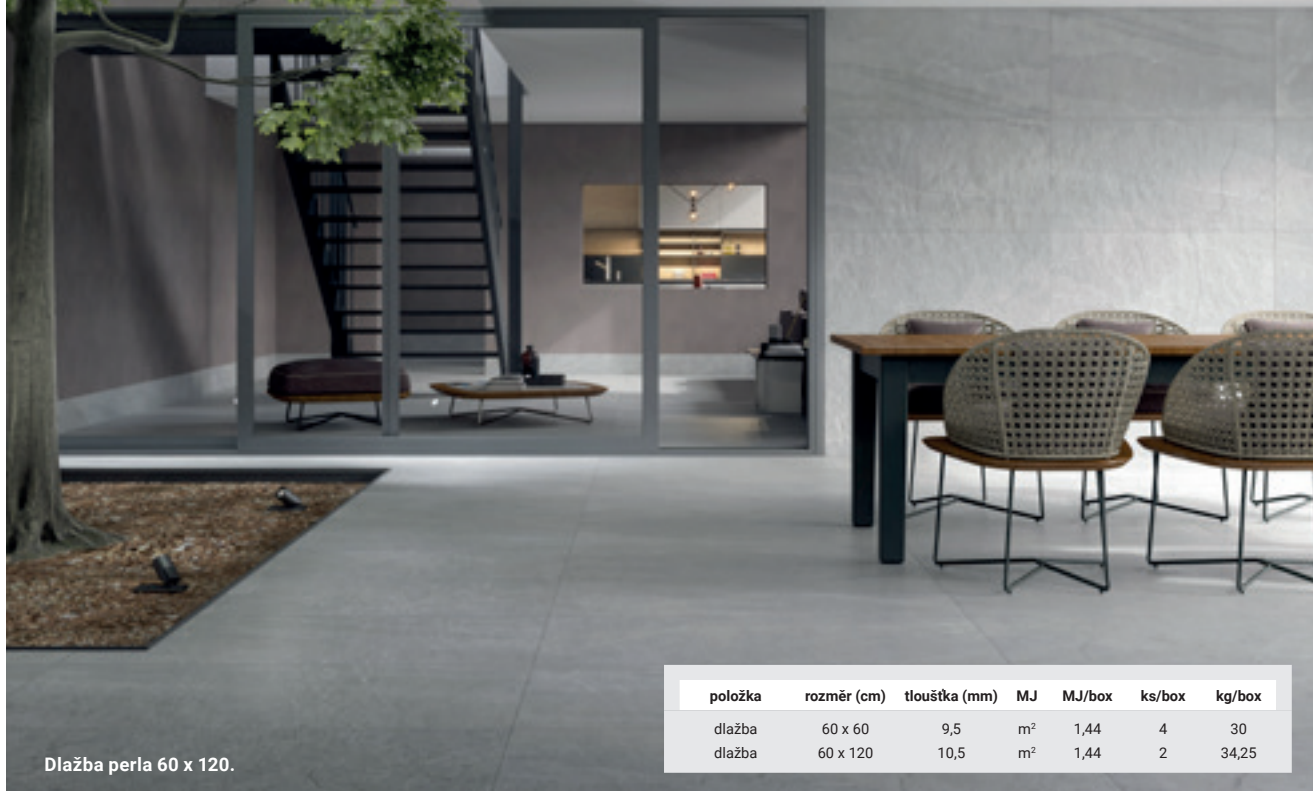 položka rozměr (cm) tloušťka (mm) MJ MJ/box ks/box kg/box
dlažba 60 x 60 9,5 m² 1,44 4 30
dlažba 60 x 120 10,5 m² 1,44 2 34,25
Dlažba perla 60 x 120.